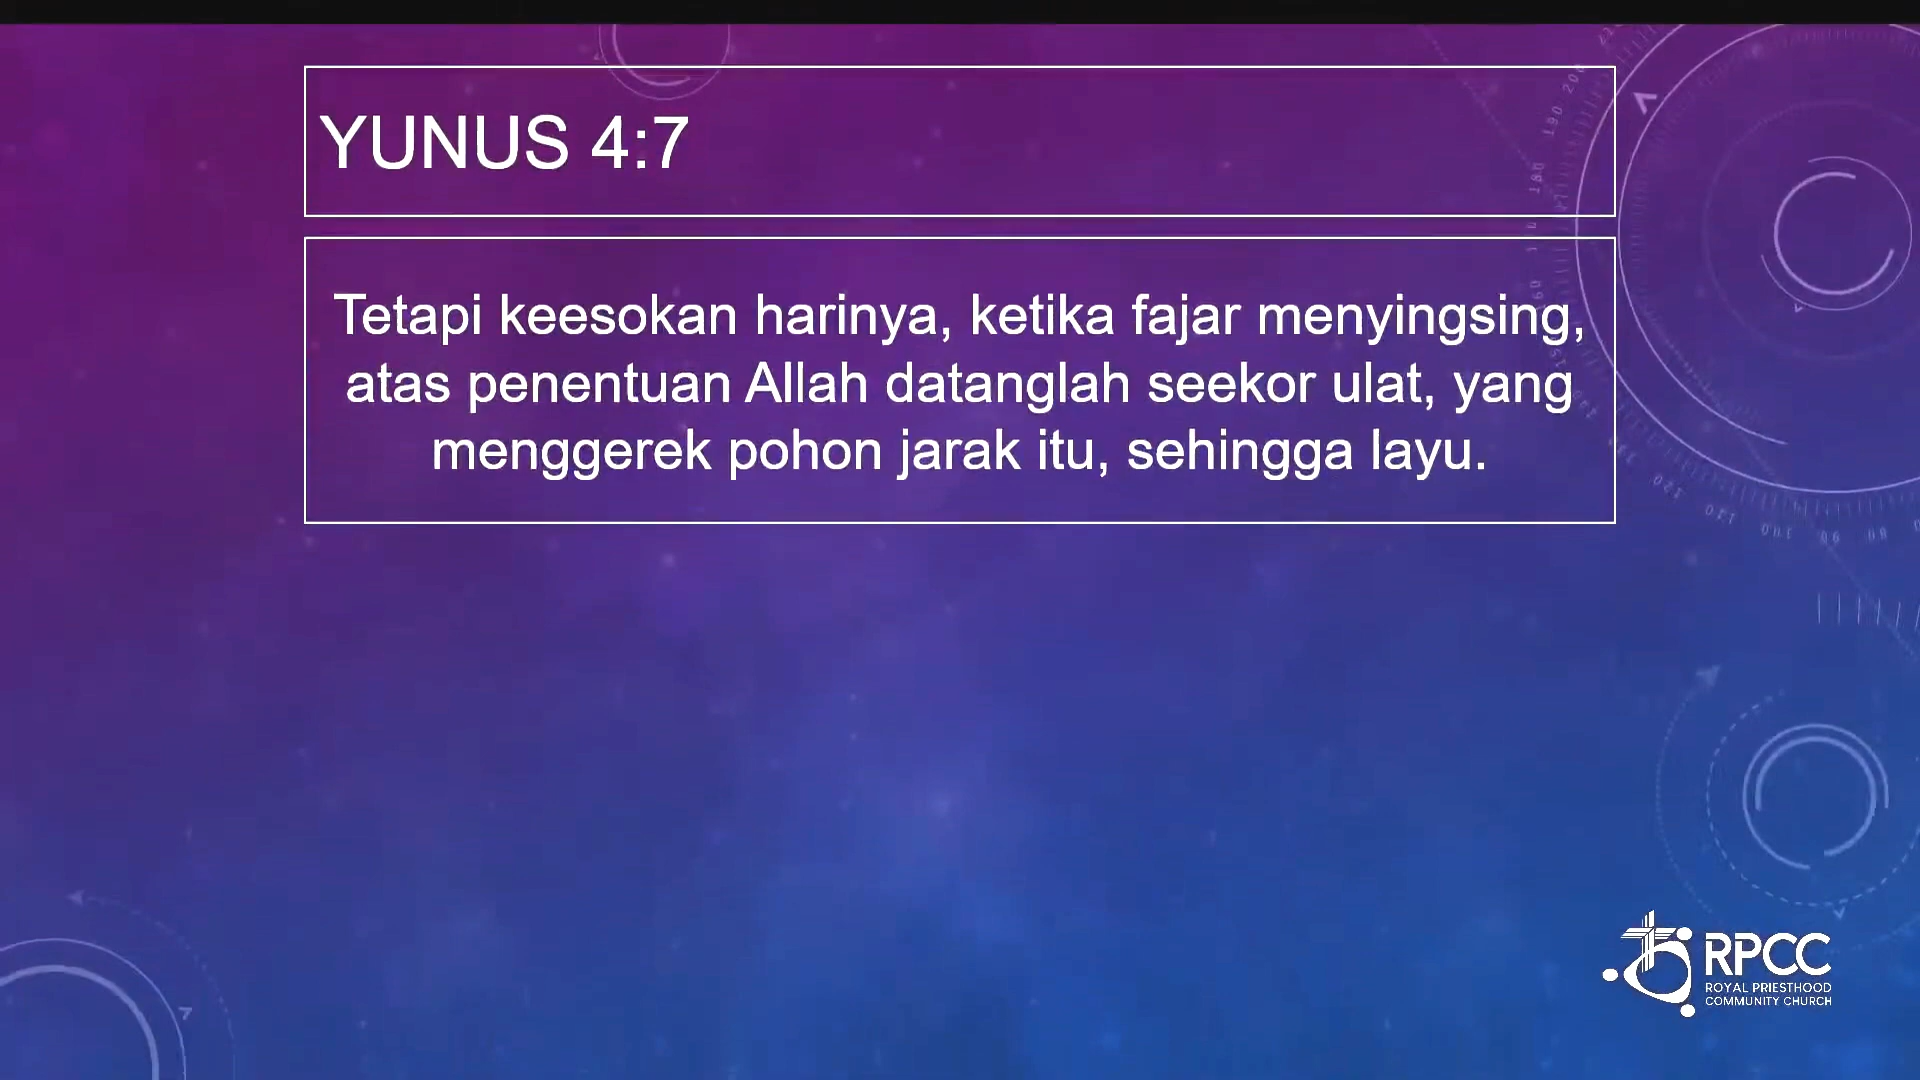 YUNUS 4:7
Tetapi keesokan harinya, ketika fajar menyingsing,
atas penentuan Allah datanglah seekor ulat, yang
menggerek pohon jarak itu, sehingga layu.
RPCC
ROYAL PRIESTHOOD
COMMUNITY CHURCH